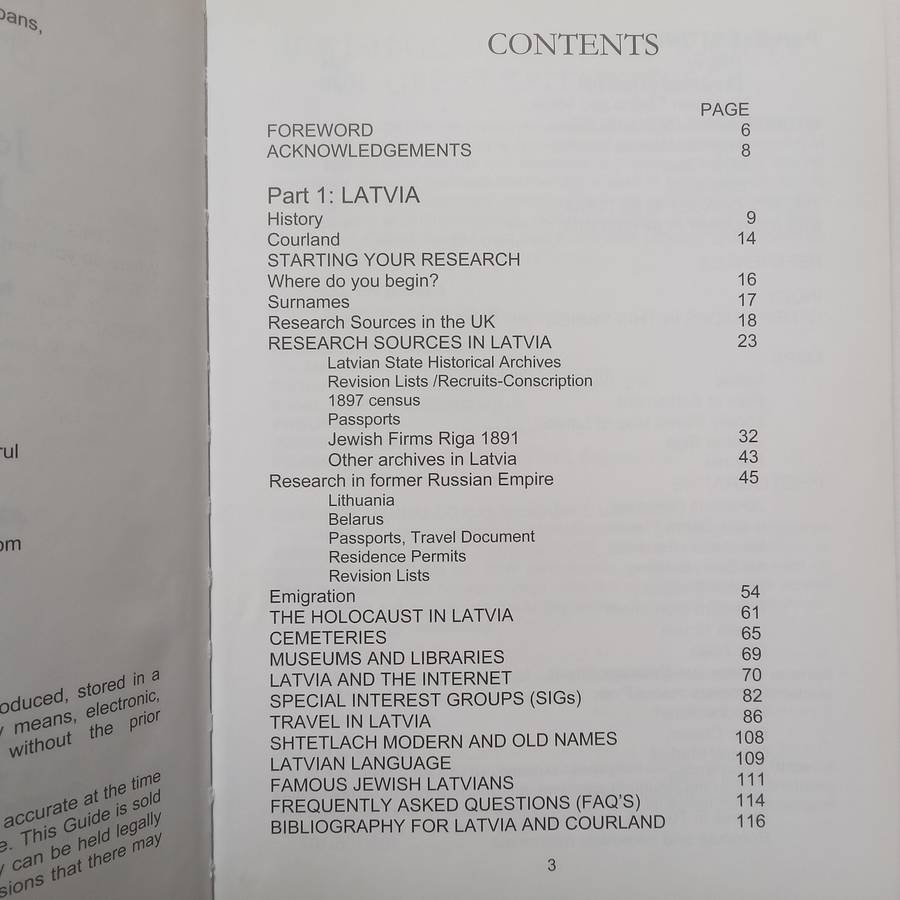 CONTENTS
PAGE
FOREWORD 6
ACKNOWLEDGEMENTS 8
Part 1: LATVIA
History 9
Courland 14
STARTING YOUR RESEARCH
Where do you begin? 16
Surnames 17
Research Sources in the UK 18
RESEARCH SOURCES IN LATVIA 23
Latvian State Historical Archives
Revision Lists /Recruits-Conscription
1897 census
Passports
Jewish Firms Riga 1891 32
Other archives in Latvia 43
Research in former Russian Empire 45
Lithuania
Belarus
Passports, Travel Document
Residence Permits
Revision Lists
Emigration 54
THE HOLOCAUST IN LATVIA 61
CEMETERIES 65
MUSEUMS AND LIBRARIES 69
LATVIA AND THE INTERNET 70
SPECIAL INTEREST GROUPS (SIGs) 82
TRAVEL IN LATVIA 86
SHTETLACH MODERN AND OLD NAMES 108
LATVIAN LANGUAGE 109
FAMOUS JEWISH LATVIANS 111
FREQUENTLY ASKED QUESTIONS (FAQ'S) 114
BIBLIOGRAPHY FOR LATVIA AND COURLAND 116
3
stored in a
means, electronic,
without the prior
accurate at the time
This Guide is sold
can be held legally
that there may